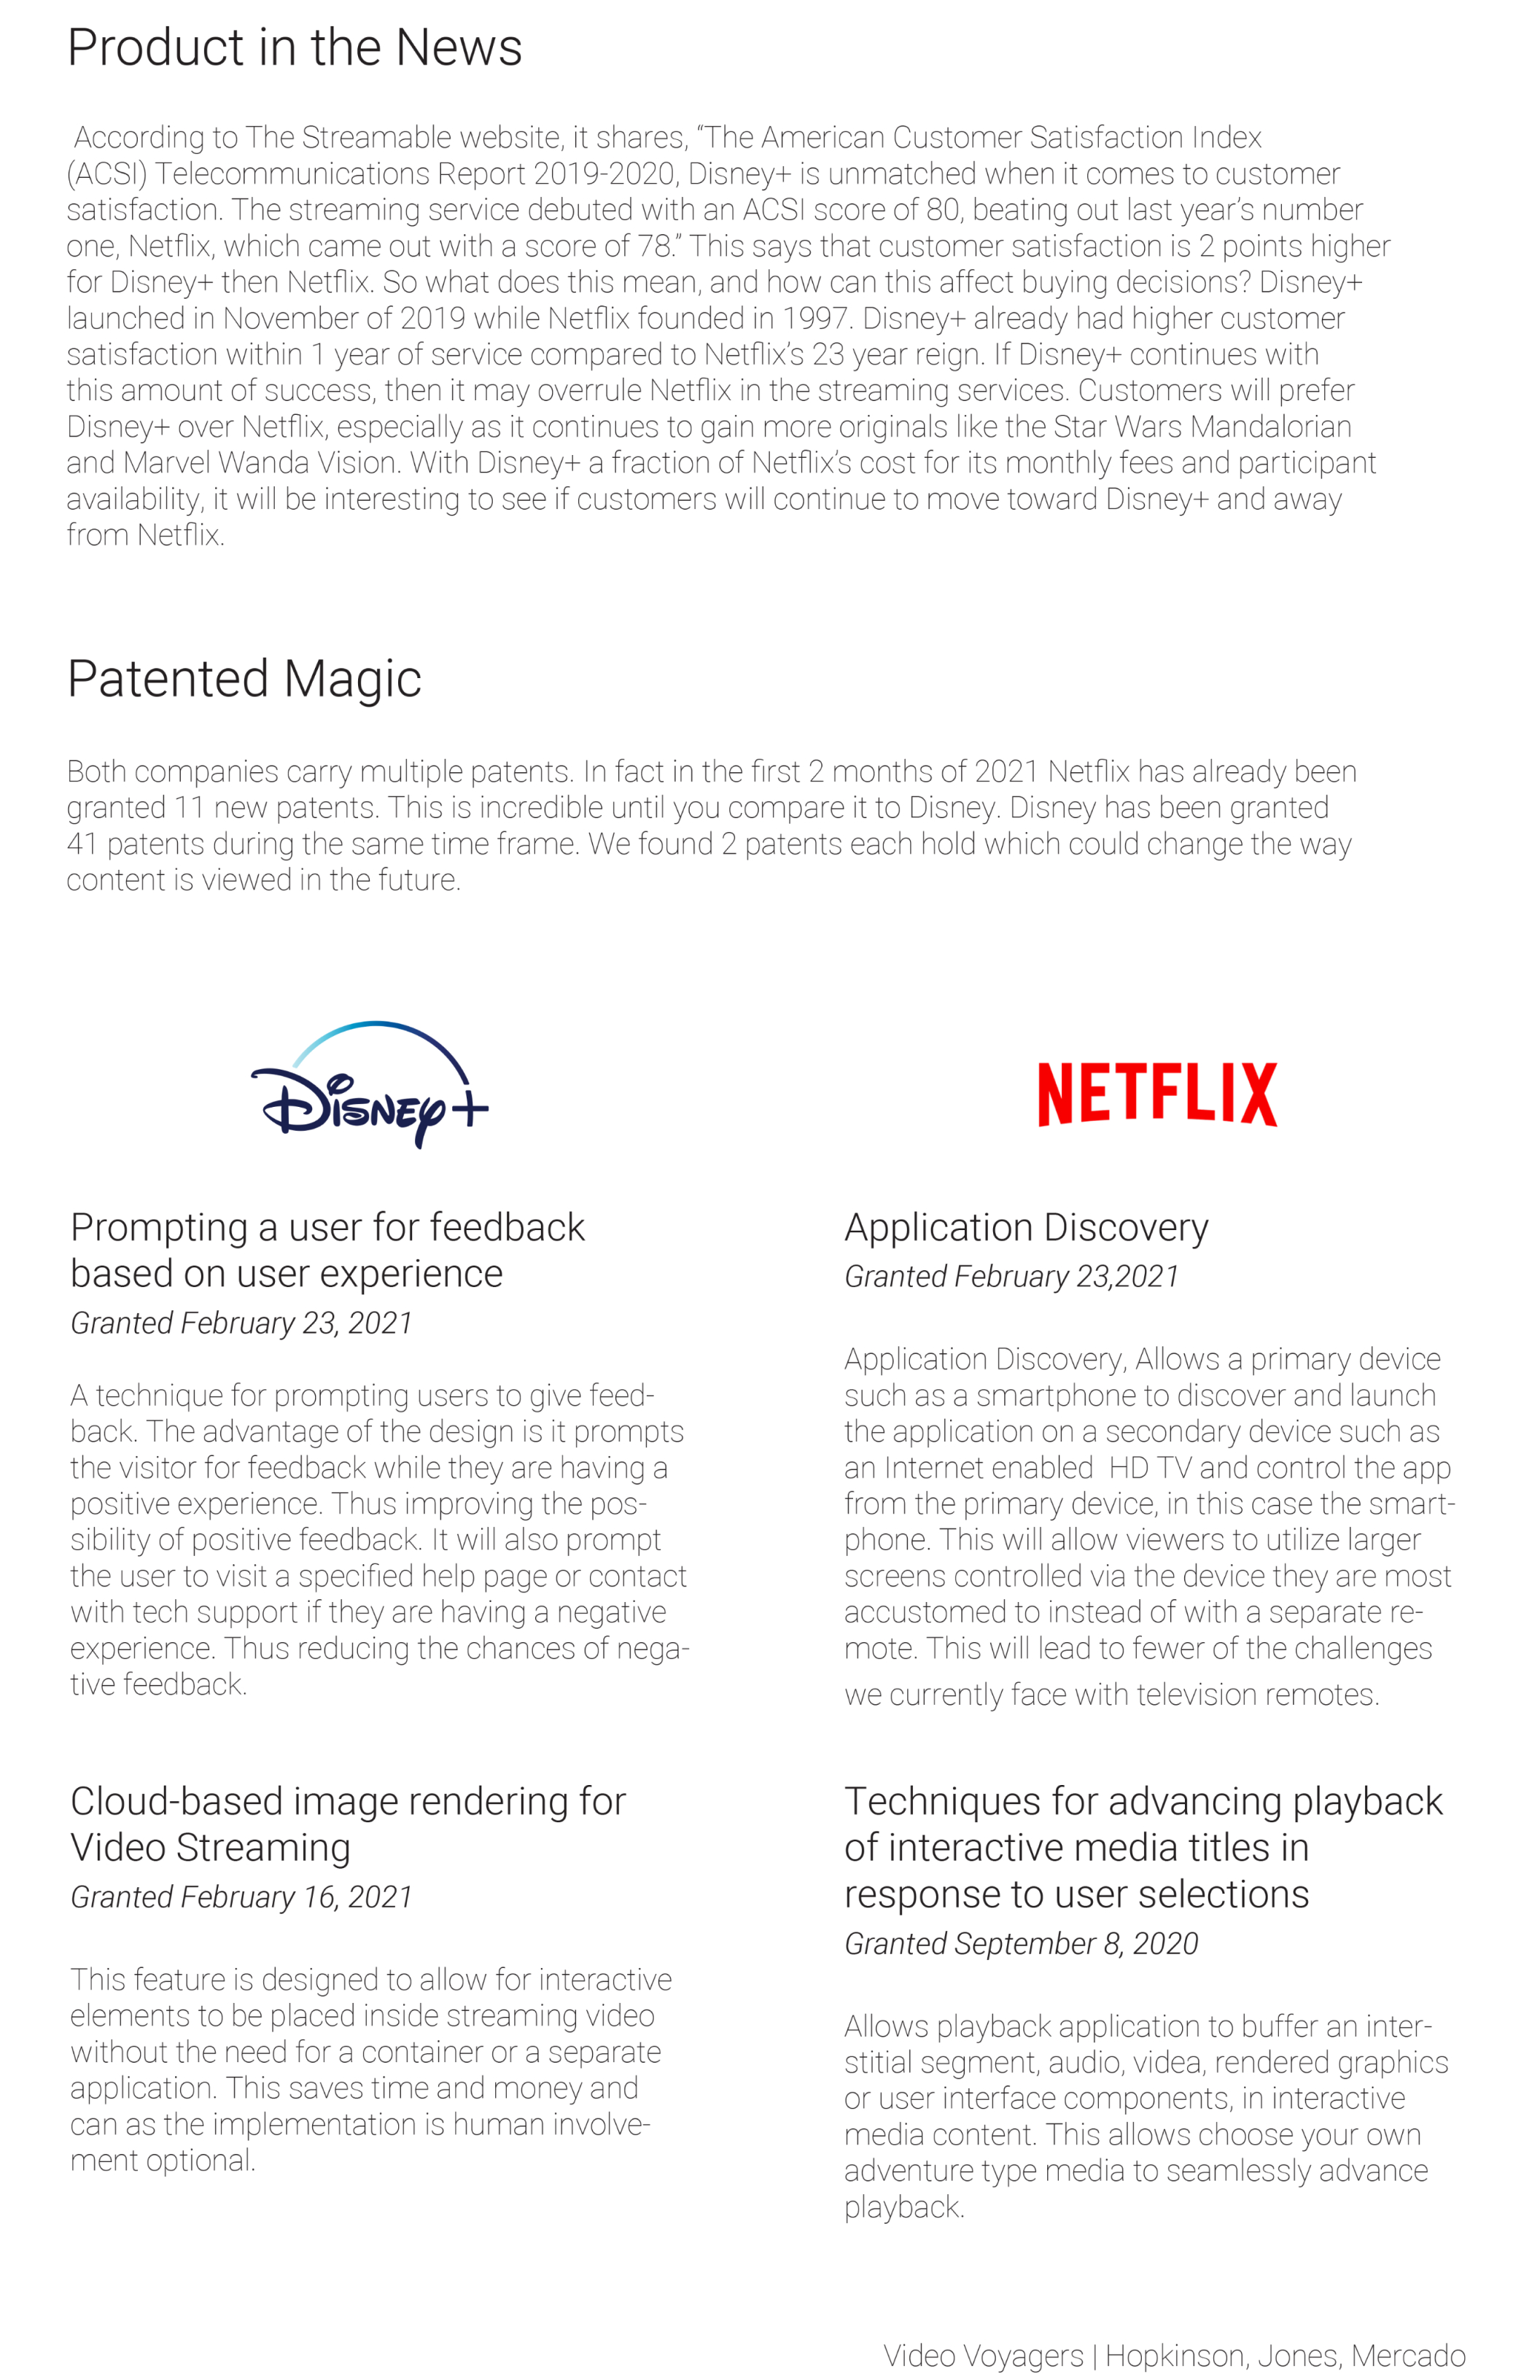 Product in the News
According to The Streamable website, it shares, “The American Customer Satisfaction Index
(ACSI) Telecommunications Report 2019-2020, Disney+ is unmatched when it comes to customer
satisfaction. The streaming service debuted with an ACSI score of 80, beating out last year’s number
one, Netflix, which came out with a score of 78.” This says that customer satisfaction is 2 points higher
for Disney+ then Netflix. So what does this mean, and how can this affect buying decisions? Disney+
launched in November of 2019 while Netflix founded in 1997. Disney+ already had higher customer
satisfaction within 1 year of service compared to Netflix’s 23 year reign. If Disney+ continues with
this amount of success, then it may overrule Netflix in the streaming services. Customers will prefer
Disney+ over Netflix, especially as it continues to gain more originals like the Star Wars Mandalorian
and Marvel Wanda Vision. With Disney+ a fraction of Netflix’s cost for its monthly fees and participant
availability, it will be interesting to see if customers will continue to move toward Disney+ and away
from Netflix.
Patented Magic
Both companies carry multiple patents. In fact in the first 2 months of 2021 Netflix has already been
granted 11 new patents. This is incredible until you compare it to Disney. Disney has been granted
41 patents during the same time frame. We found 2 patents each hold which could change the way
content is viewed in the future.
Disney+
Prompting a user for feedback
based on user experience
Granted February 23, 2021
A technique for prompting users to give feed-
back. The advantage of the design is it prompts
the visitor for feedback while they are having a
positive experience. Thus improving the pos-
sibility of positive feedback. It will also prompt
the user to visit a specified help page or contact
with tech support if they are having a negative
experience. Thus reducing the chances of nega-
tive feedback.
Cloud-based image rendering for
Video Streaming
Granted February 16, 2021
This feature is designed to allow for interactive
elements to be placed inside streaming video
without the need for a container or a separate
application. This saves time and money and
can as the implementation is human involve-
ment optional.
NETFLIX
Application Discovery
Granted February 23,2021
Application Discovery, Allows a primary device
such as a smartphone to discover and launch
the application on a secondary device such as
an Internet enabled HD TV and control the app
from the primary device, in this case the smart-
phone. This will allow viewers to utilize larger
screens controlled via the device they are most
accustomed to instead of with a separate re-
mote. This will lead to fewer of the challenges
we currently face with television remotes.
Techniques for advancing playback
of interactive media titles in
response to user selections
Granted September 8, 2020
Allows playback application to buffer an inter-
stitial segment, audio, videa, rendered graphics
or user interface components, in interactive
media content. This allows choose your own
adventure type media to seamlessly advance
playback.
Video Voyagers | Hopkinson, Jones, Mercado